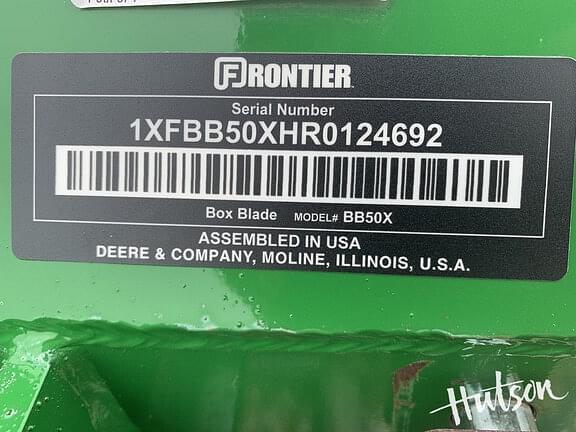 FRONTIER
Serial Number
1XFBB50XHR0124692
Box Blade MODEL# BB50X
ASSEMBLED IN USA
DEERE & COMPANY, MOLINE, ILLINOIS, U.S.A.
Hutson